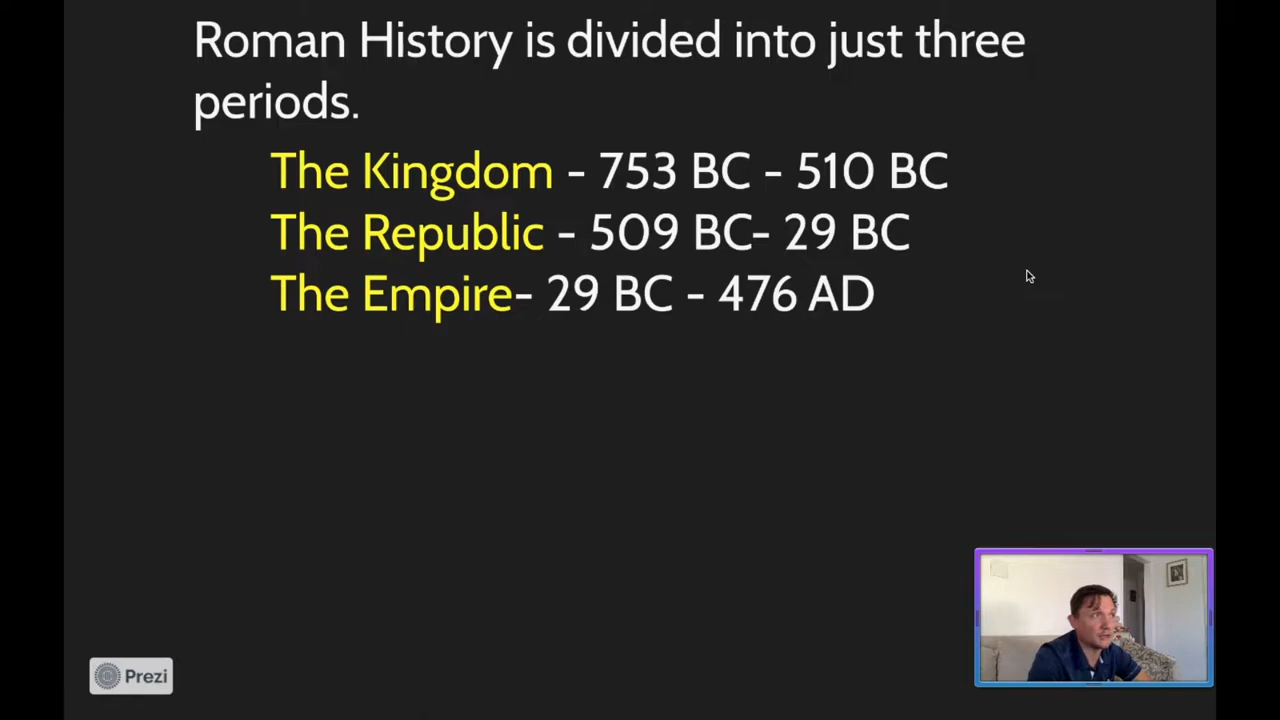 Roman History is divided into just three
periods.
The Kingdom - 753 BC - 510 BC
The Republic - 509 BC- 29 BC
The Empire- 29 BC - 476 AD
Prezi